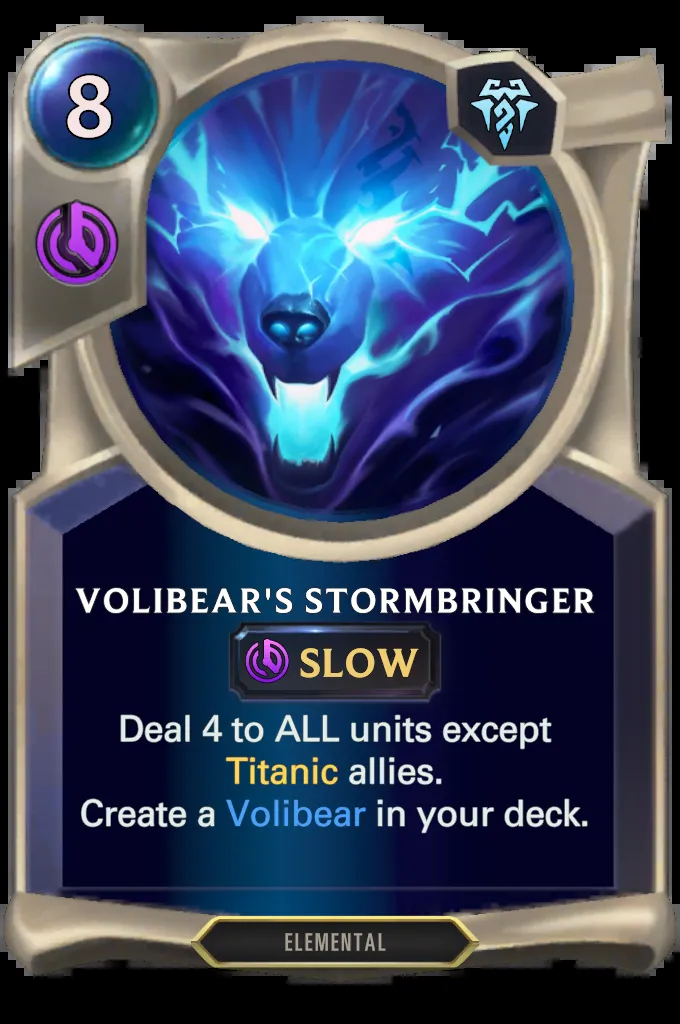 8
VOLIBEAR'S STORMBRINGER
SLOW
Deal 4 to ALL units except
Titanic allies.
Create a Volibear in your deck.
ELEMENTAL